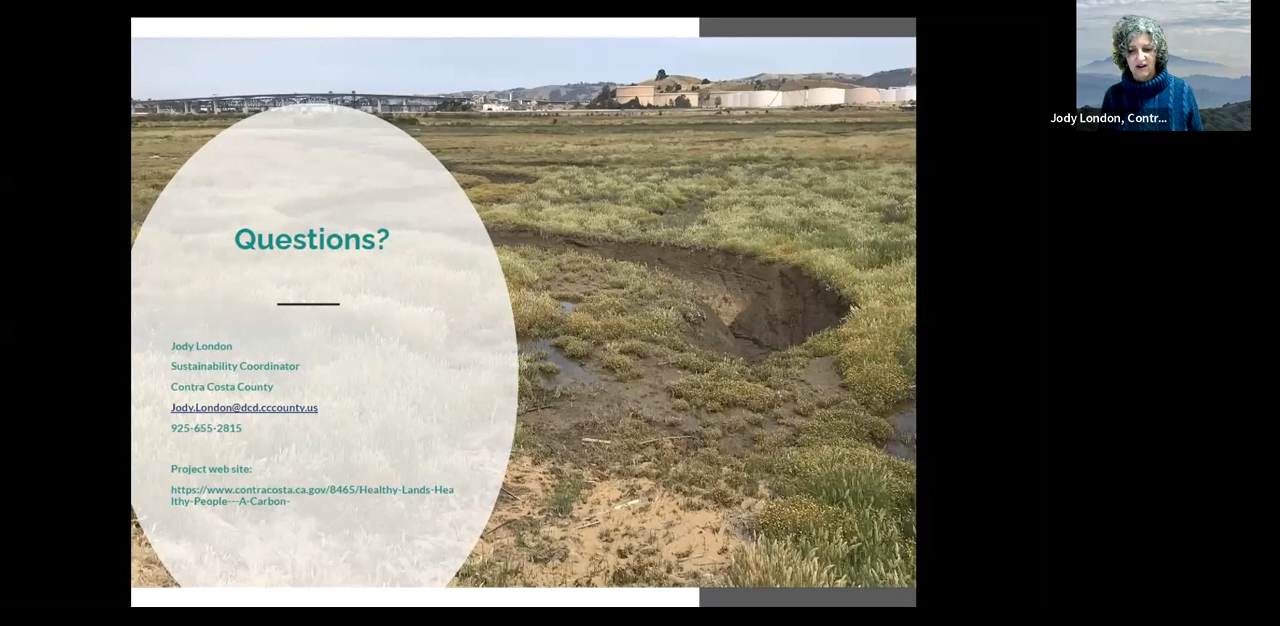 Questions?
Jody London
Sustainability Coordinator
Contra Costa County
Jody.London@dcd.cccounty.us
925-655-2815
Project web site:
https://www.contracosta.ca.gov/8465/Healthy-Lands-Hea
lthy-People---A-Carbon-
Jody London, Contr...